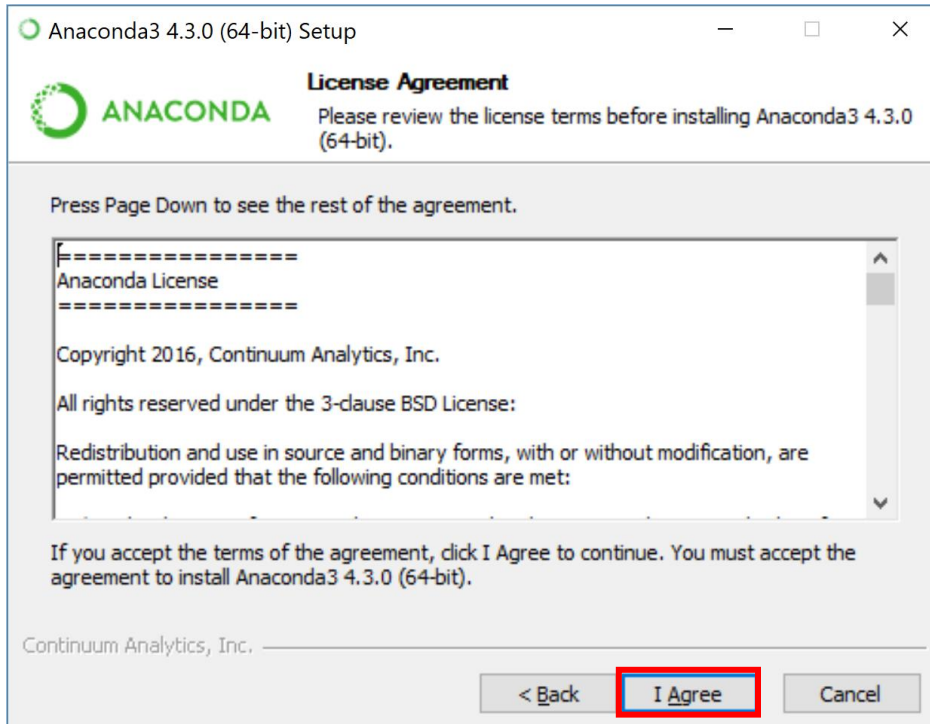 Anaconda3 4.3.0 (64-bit) Setup
ANACONDA
License Agreement
Please review the license terms before installing Anaconda3 4.3.0
(64-bit).
Press Page Down to see the rest of the agreement.
================
Anaconda License
================
Copyright 2016, Continuum Analytics, Inc.
All rights reserved under the 3-clause BSD License:
Redistribution and use in source and binary forms, with or without modification, are
permitted provided that the following conditions are met:
If you accept the terms of the agreement, click I Agree to continue. You must accept the
agreement to install Anaconda3 4.3.0 (64-bit).
Continuum Analytics, Inc.
< Back
I Agree
Cancel